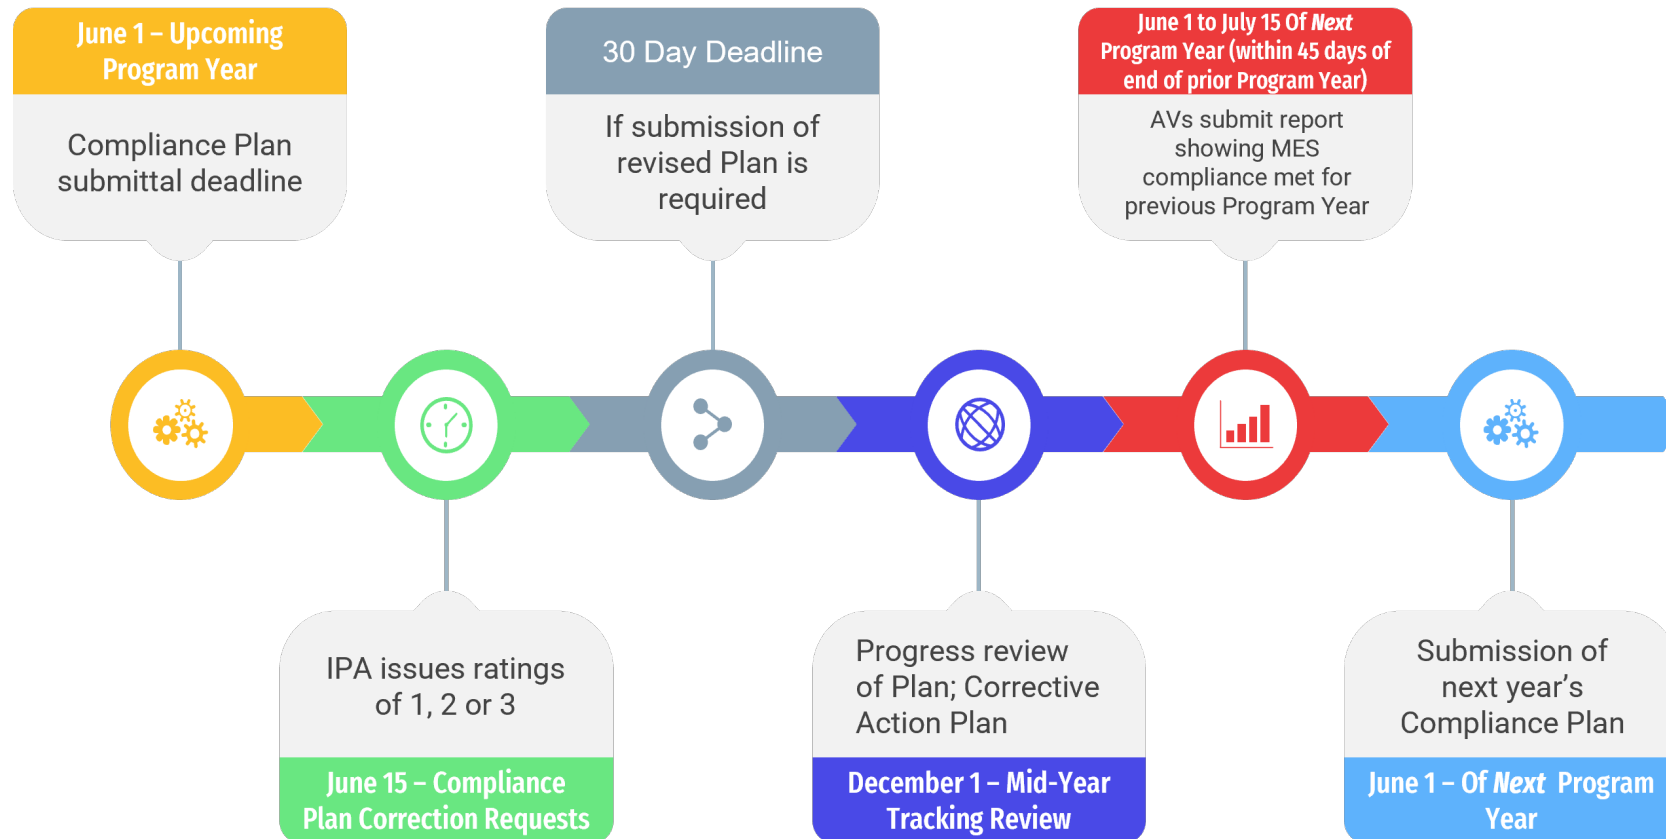 June 1 – Upcoming
Program Year
Compliance Plan
submittal deadline
IPA issues ratings
of 1, 2 or 3
June 15 – Compliance
Plan Correction Requests
30 Day Deadline
If submission of
revised Plan is
required
Progress review
of Plan; Corrective
Action Plan
December 1 – Mid-Year
Tracking Review
June 1 to July 15 Of Next
Program Year (within 45 days of
end of prior Program Year)
AVs submit report
showing MES
compliance met for
previous Program Year
Submission of
next year’s
Compliance Plan
June 1 – Of Next Program
Year